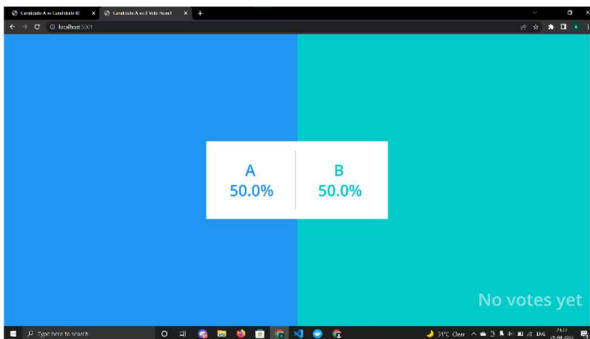 Candidate A vs Candidate B
Candidate A vs B Vote Result
localhost:5001
A
50.0%
B
50.0%
No votes yet
Type here to search
31°C Clear
ENG